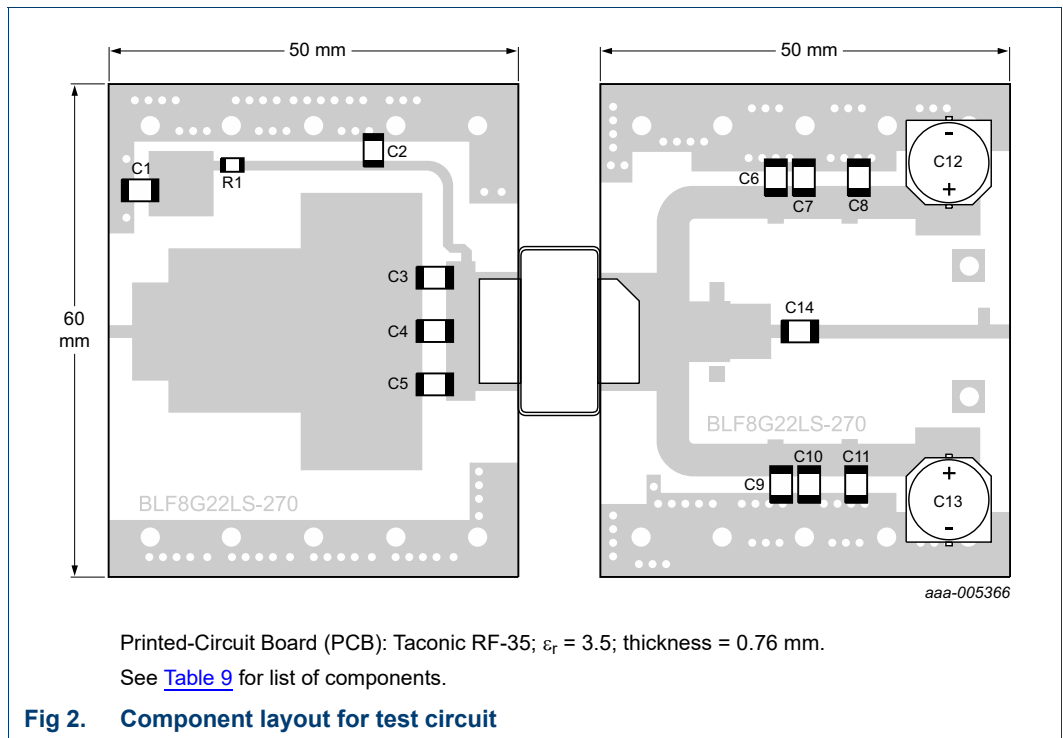 50 mm
50 mm
C1
R1
C2
C6
C7
C8
-
C12
+
C3
C4
C5
C14
60
mm
BLF8G22LS-270
BLF8G22LS-270
C9
C10
C11
+
C13
-
aaa-005366
Printed-Circuit Board (PCB): Taconic RF-35; εr = 3.5; thickness = 0.76 mm.
See Table 9 for list of components.
Fig 2. Component layout for test circuit